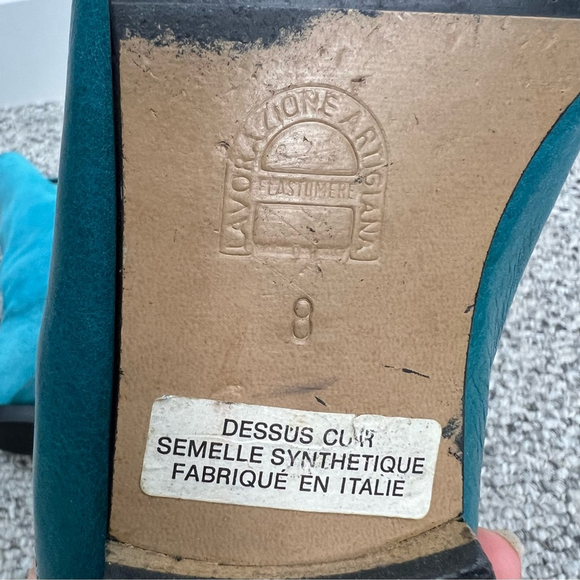 LAVORAZIONE ARTIGIANA
ELASTOMERE
8
DESSUS CUIR
SEMELLE SYNTHETIQUE
FABRIQUÉ EN ITALIE